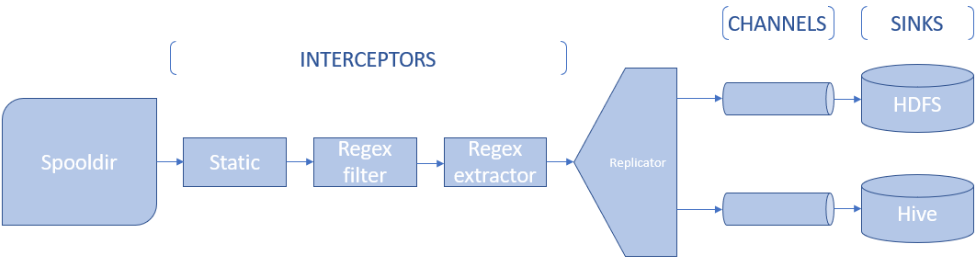 CHANNELS
SINKS
INTERCEPTORS
Spooldir
Static
Regex
filter
Regex
extractor
Replicator
HDFS
Hive